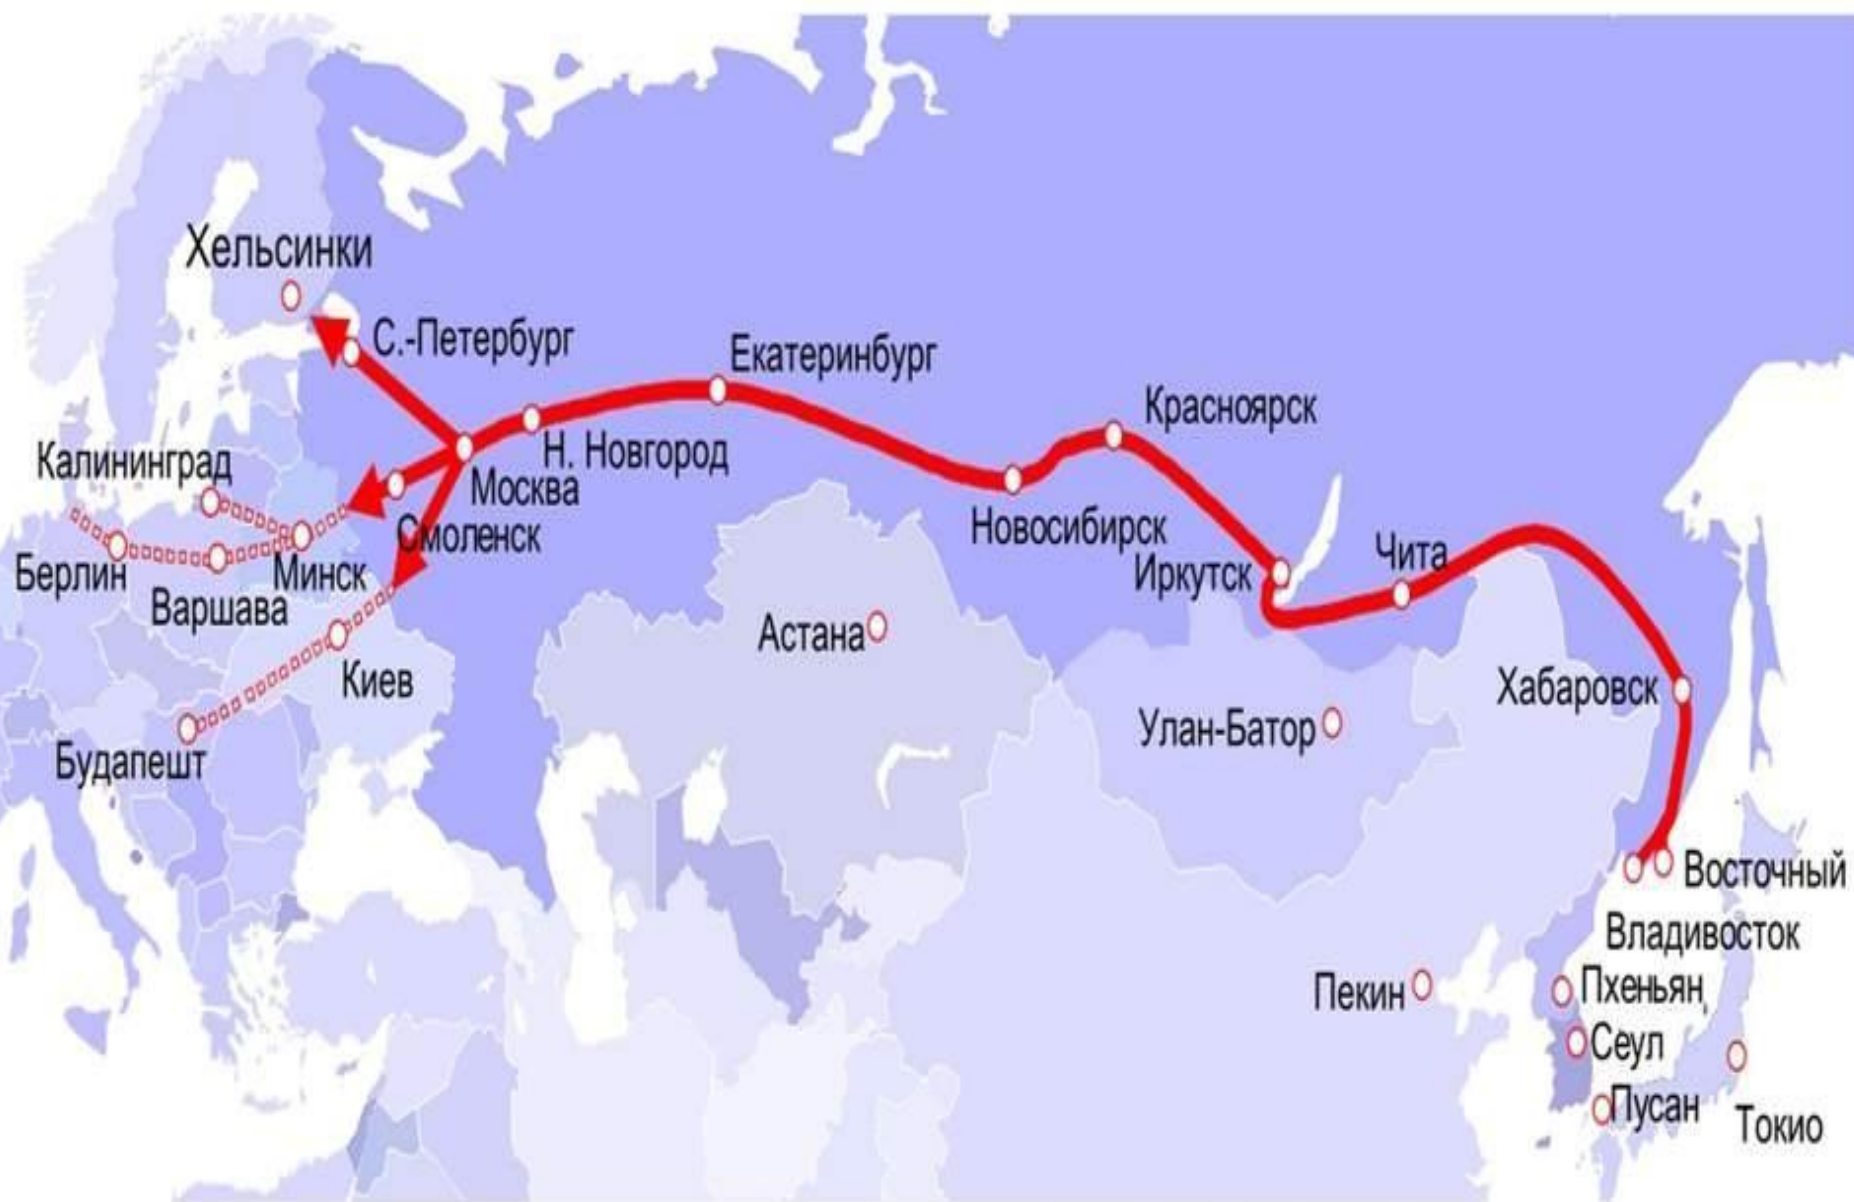 Хельсинки
С.-Петербург
Екатеринбург
Красноярск
Калининград
Н. Новгород
Москва
Смоленск
Новосибирск
Берлин
Варшава
Минск
Иркутск
Чита
Астана
Киев
Хабаровск
Улан-Батор
Будапешт
Восточный
Владивосток
Пекин
Пхеньян
Сеул
Пусан
Токио